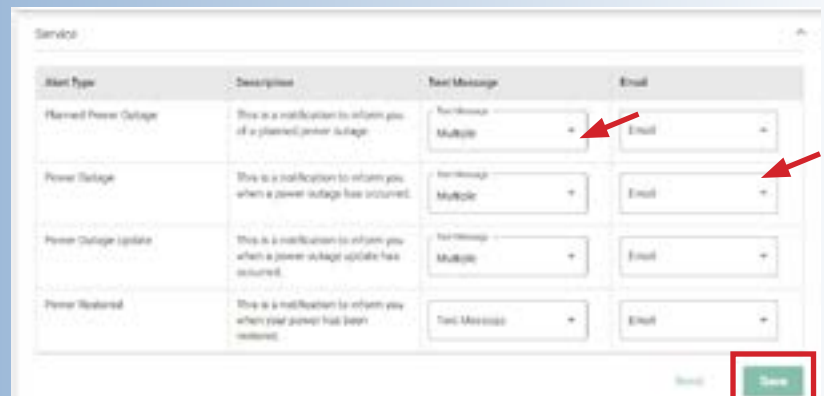 Service
Alert Type Description Text Message Email
Planned Power Outage This is a notification to inform you Text Message
of a planned power outage Multiple Email
Power Outage This is a notification to inform you Text Message
when a power outage has occurred. Multiple Email
Power Outage Update This is a notification to inform you Text Message
when a power outage update has Multiple Email
occurred.
Power Restored This is a notification to inform you
when your power has been Text Message Email
restored.
Save